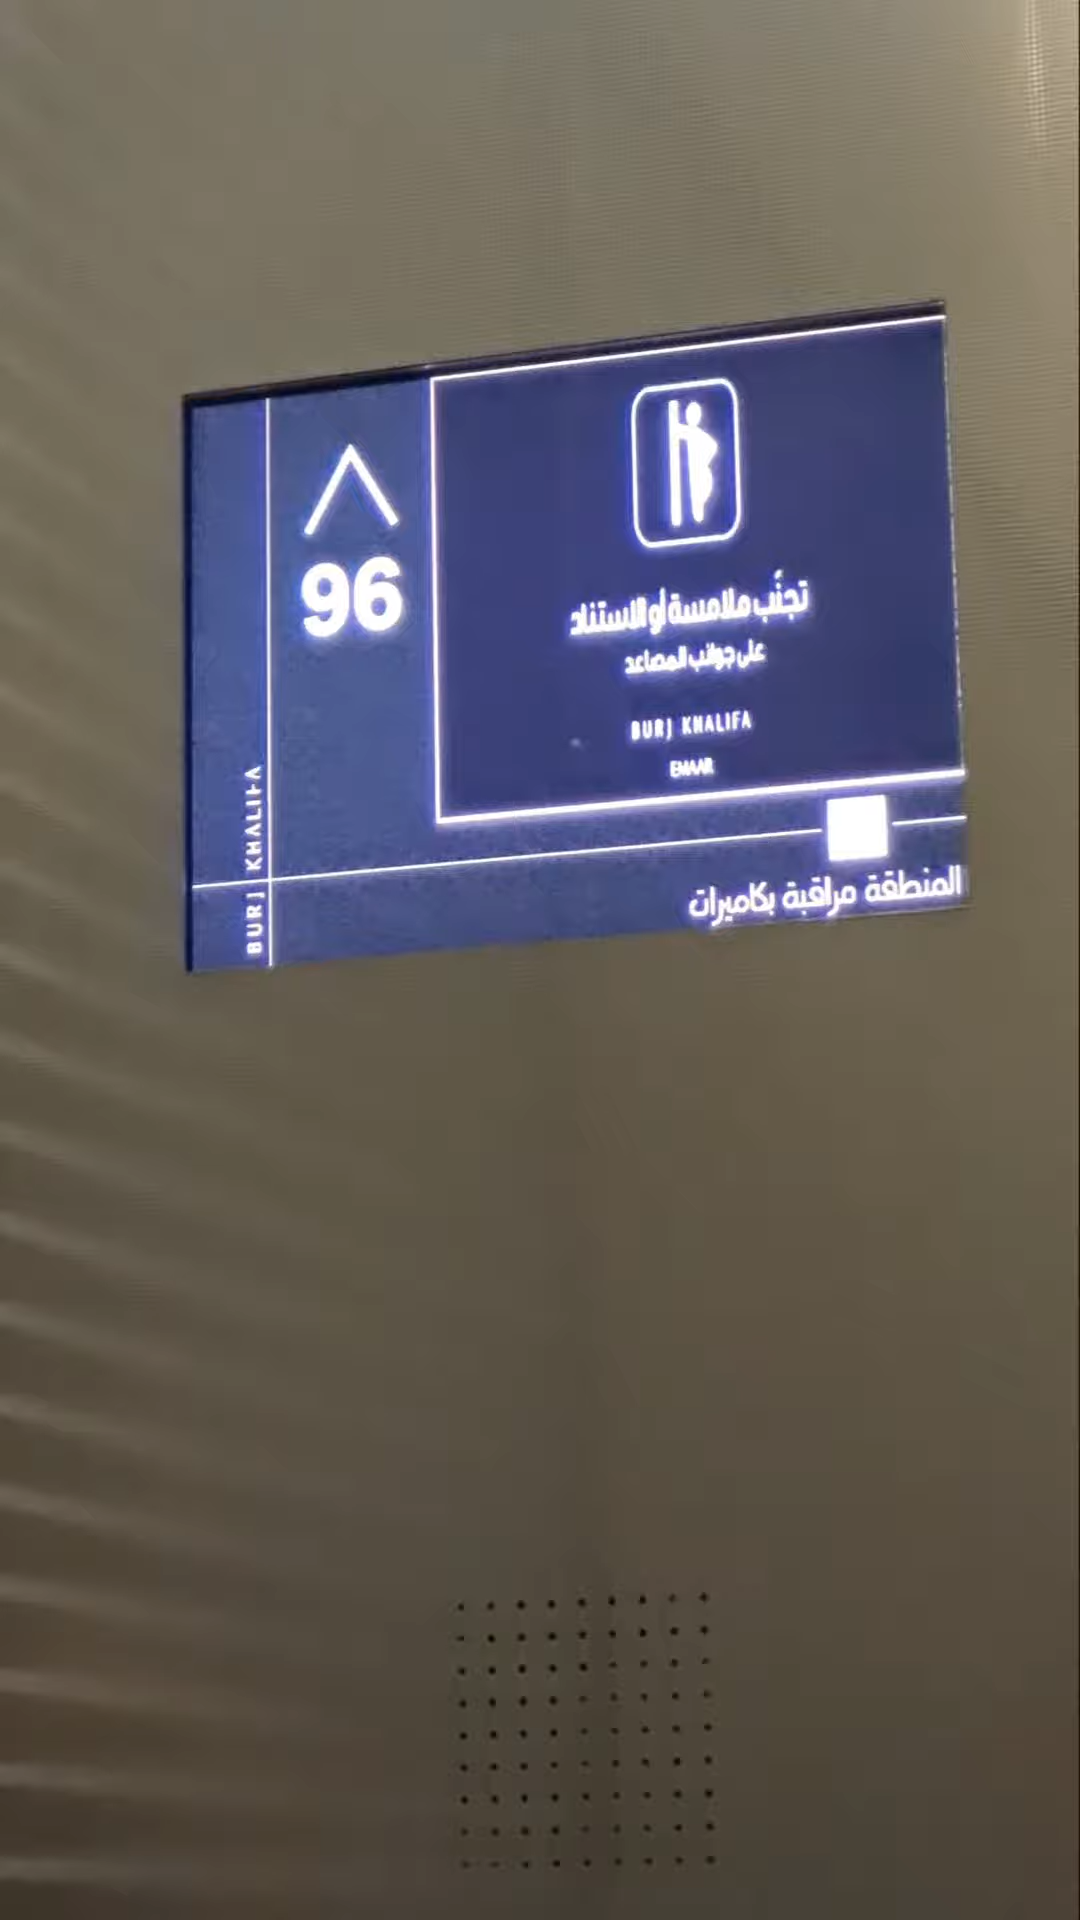 96
تجنَّب ملامسة أو الاستناد
على جوانب المصاعد
BURJ KHALIFA
EMAAR
BURJ KHALIFA
المنطقة مراقبة بكاميرات